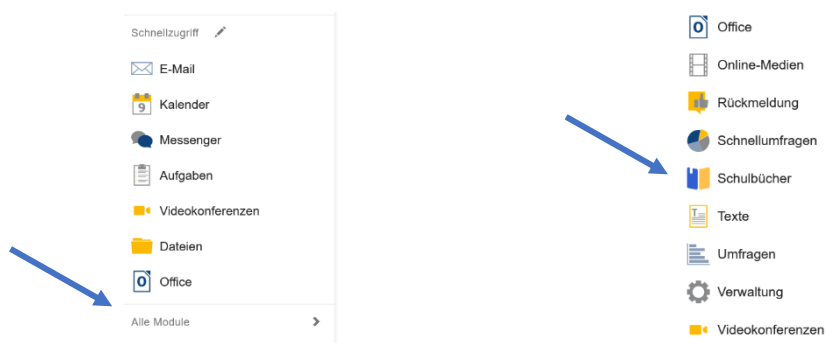 Schnellzugriff
E-Mail
9
Kalender
Messenger
Aufgaben
Videokonferenzen
Dateien
O
Office
Alle Module
O
Office
Online-Medien
Rückmeldung
Schnellumfragen
Schulbücher
T
Texte
Umfragen
Verwaltung
Videokonferenzen